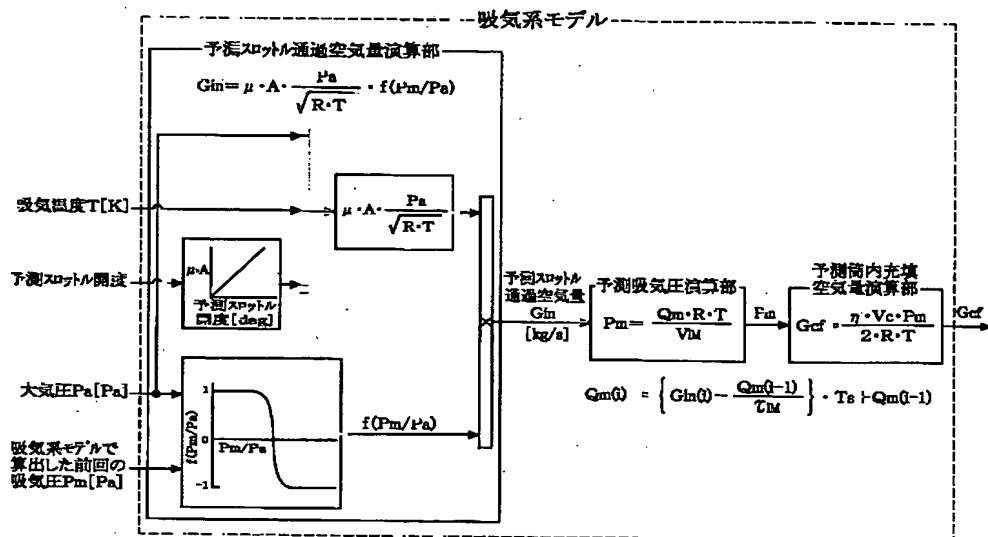 吸気系モデル
予測スロットル通過空気量演算部
Gin = μ・A・Pa/√R・T・f(Pm/Pa)
吸気温度T[K]
μ・A・Pa/√R・T
予測スロットル開度
μ・A
予測スロットル
開度[deg]
予測スロットル
通過空気量
Gin
[kg/s]
予測吸気圧演算部
Pm = Qm・R・T/VIM
Pm
予測筒内充填
空気量演算部
Gcf = η・Vc・Pm/2・R・T
Gcf
Qm(i) = {Gin(i) − Qm(i-1)/τIM}・Ts + Qm(i-1)
大気圧Pa[Pa]
吸気系モデルで
算出した前回の
吸気圧Pm[Pa]
f(Pm/Pa)
1
0
-1
Pm/Pa
f(Pm/Pa)